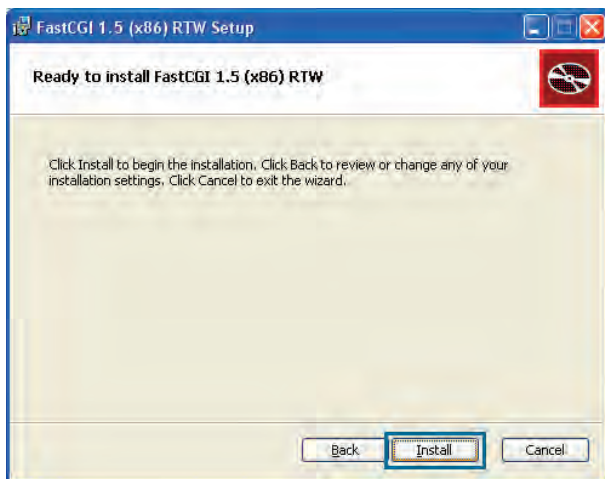 FastCGI 1.5 (x86) RTW Setup
Ready to install FastCGI 1.5 (x86) RTW
Click Install to begin the installation. Click Back to review or change any of your
installation settings. Click Cancel to exit the wizard.
Back Install Cancel